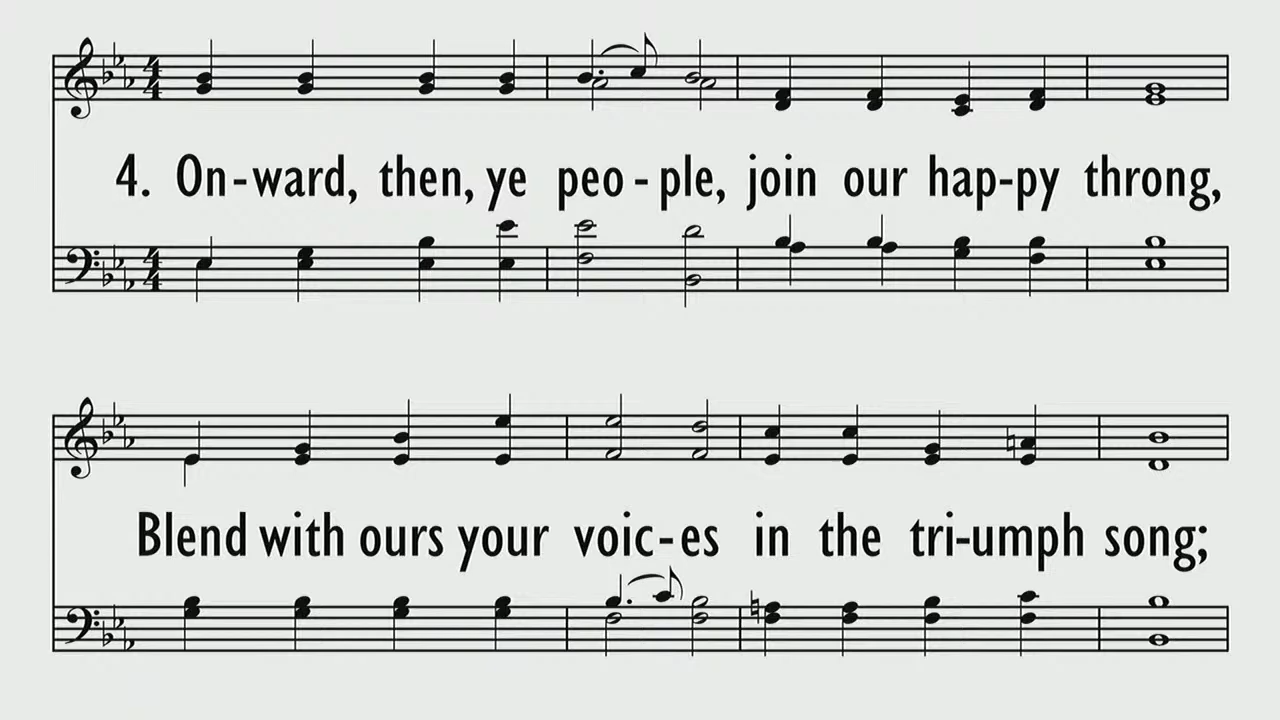 4. On-ward, then, ye peo-ple, join our hap-py throng,
Blend with ours your voic-es in the tri-umph song;